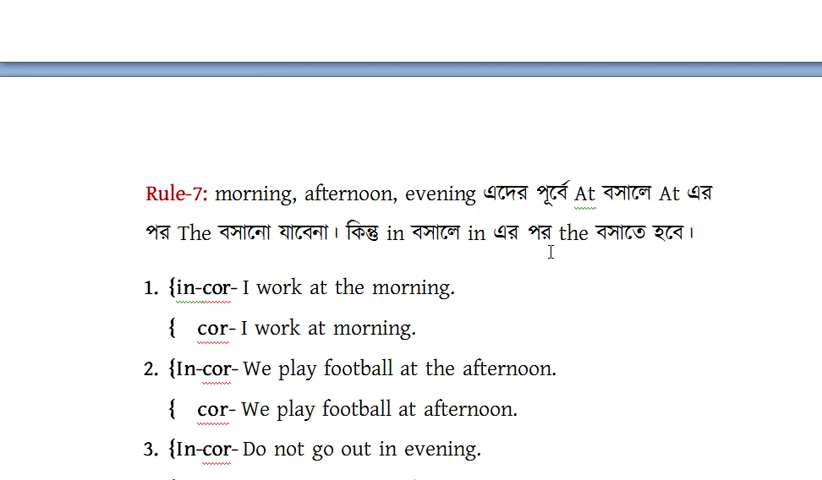 Rule-7: morning, afternoon, evening এদের পূর্বে At বসালে At এর
পর The বসানো যাবেনা। কিন্তু in বসালে in এর পর the বসাতে হবে।
1. {in-cor- I work at the morning.
{ cor- I work at morning.
2. {In-cor- We play football at the afternoon.
{ cor- We play football at afternoon.
3. {In-cor- Do not go out in evening.